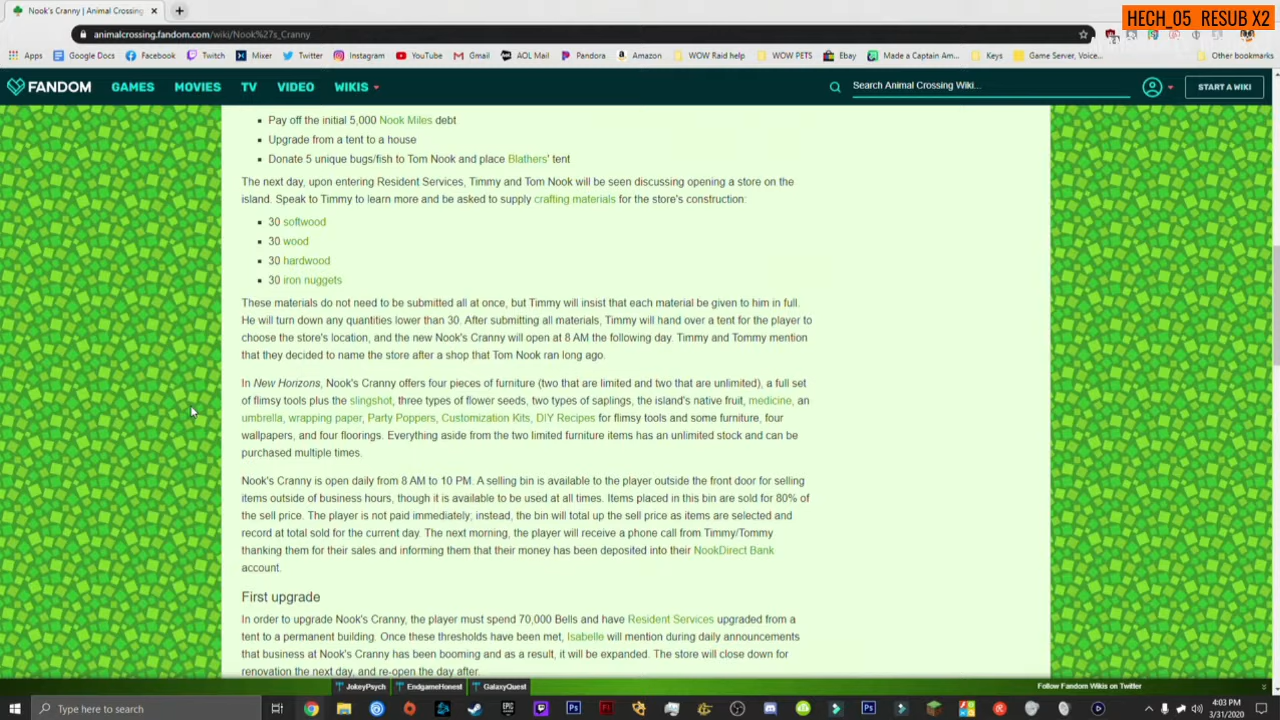 Nook's Cranny | Animal Crossing
HECH_05 RESUB X2
animalcrossing.fandom.com/wiki/Nook%27s_Cranny
Apps Google Docs Facebook Twitch Mixer Twitter Instagram YouTube Gmail AOL Mail Pandora Amazon WOW Raid help WOW PETS Ebay Made a Captain Am... Keys Game Server, Voice... Other bookmarks
FANDOM GAMES MOVIES TV VIDEO WIKIS Search Animal Crossing Wiki... START A WIKI
Pay off the initial 5,000 Nook Miles debt
Upgrade from a tent to a house
Donate 5 unique bugs/fish to Tom Nook and place Blathers' tent
The next day, upon entering Resident Services, Timmy and Tom Nook will be seen discussing opening a store on the
island. Speak to Timmy to learn more and be asked to supply crafting materials for the store's construction:
30 softwood
30 wood
30 hardwood
30 iron nuggets
These materials do not need to be submitted all at once, but Timmy will insist that each material be given to him in full.
He will turn down any quantities lower than 30. After submitting all materials, Timmy will hand over a tent for the player to
choose the store's location, and the new Nook's Cranny will open at 8 AM the following day. Timmy and Tommy mention
that they decided to name the store after a shop that Tom Nook ran long ago.
In New Horizons, Nook's Cranny offers four pieces of furniture (two that are limited and two that are unlimited), a full set
of flimsy tools plus the slingshot, three types of flower seeds, two types of saplings, the island's native fruit, medicine, an
umbrella, wrapping paper, Party Poppers, Customization Kits, DIY Recipes for flimsy tools and some furniture, four
wallpapers, and four floorings. Everything aside from the two limited furniture items has an unlimited stock and can be
purchased multiple times.
Nook's Cranny is open daily from 8 AM to 10 PM. A selling bin is available to the player outside the front door for selling
items outside of business hours, though it is available to be used at all times. Items placed in this bin are sold for 80% of
the sell price. The player is not paid immediately; instead, the bin will total up the sell price as items are selected and
record at total sold for the current day. The next morning, the player will receive a phone call from Timmy/Tommy
thanking them for their sales and informing them that their money has been deposited into their NookDirect Bank
account.
First upgrade
In order to upgrade Nook's Cranny, the player must spend 70,000 Bells and have Resident Services upgraded from a
tent to a permanent building. Once these thresholds have been met, Isabelle will mention during daily announcements
that business at Nook's Cranny has been booming and as a result, it will be expanded. The store will close down for
renovation the next day, and re-open the day after.
JokeyPsych EndgameHonest GalaxyQuest Follow Fandom Wikis on Twitter
Type here to search
4:03 PM
3/31/2020